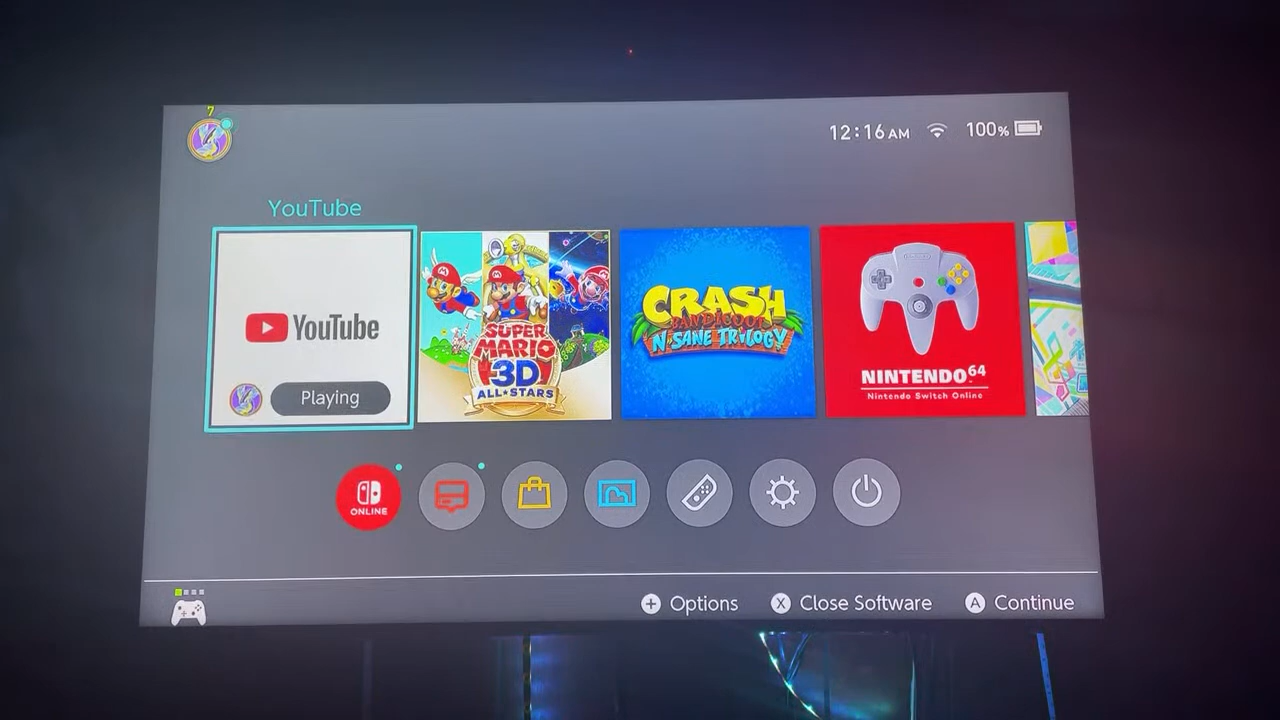 7
12:16 AM 100%
YouTube
YouTube
Playing
SUPER
MARIO
3D
ALL★STARS
CRASH
BANDICOOT
N. SANE TRILOGY
NINTENDO 64
Nintendo Switch Online
ONLINE
+ Options X Close Software A Continue